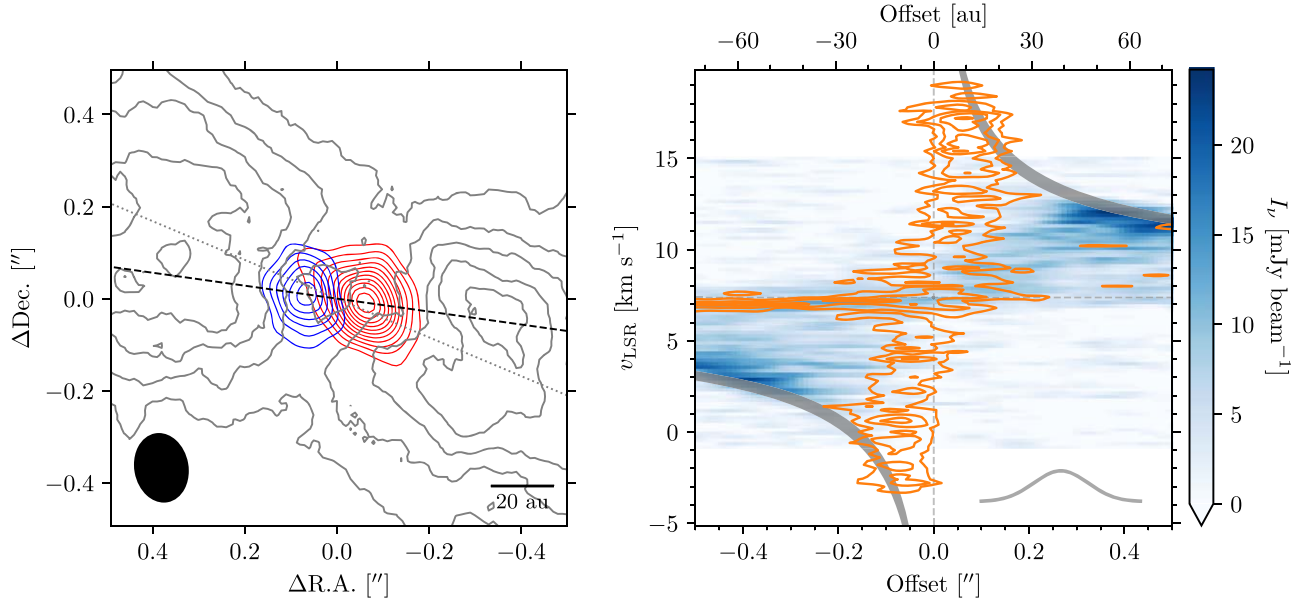 Offset [au]
−60 −30 0 30 60
0.4
0.2
0.0
−0.2
−0.4
ΔDec. [″]
20 au
0.4 0.2 0.0 −0.2 −0.4
ΔR.A. [″]
15
10
5
0
−5
v_LSR [km s⁻¹]
−0.4 −0.2 0.0 0.2 0.4
Offset [″]
20
15
10
5
0
I_ν [mJy beam⁻¹]